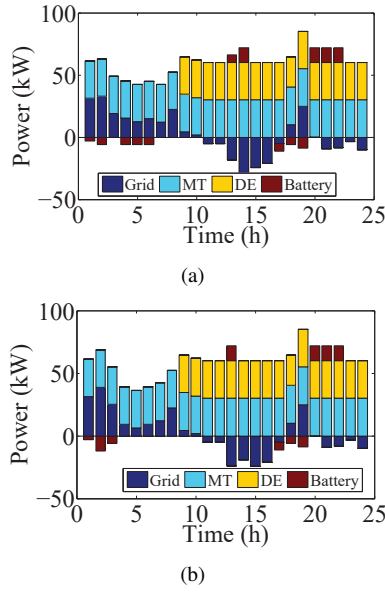 100
50
0
−50
Power (kW)
Grid MT DE Battery
0 5 10 15 20 25
Time (h)
(a)
100
50
0
−50
Power (kW)
Grid MT DE Battery
0 5 10 15 20 25
Time (h)
(b)